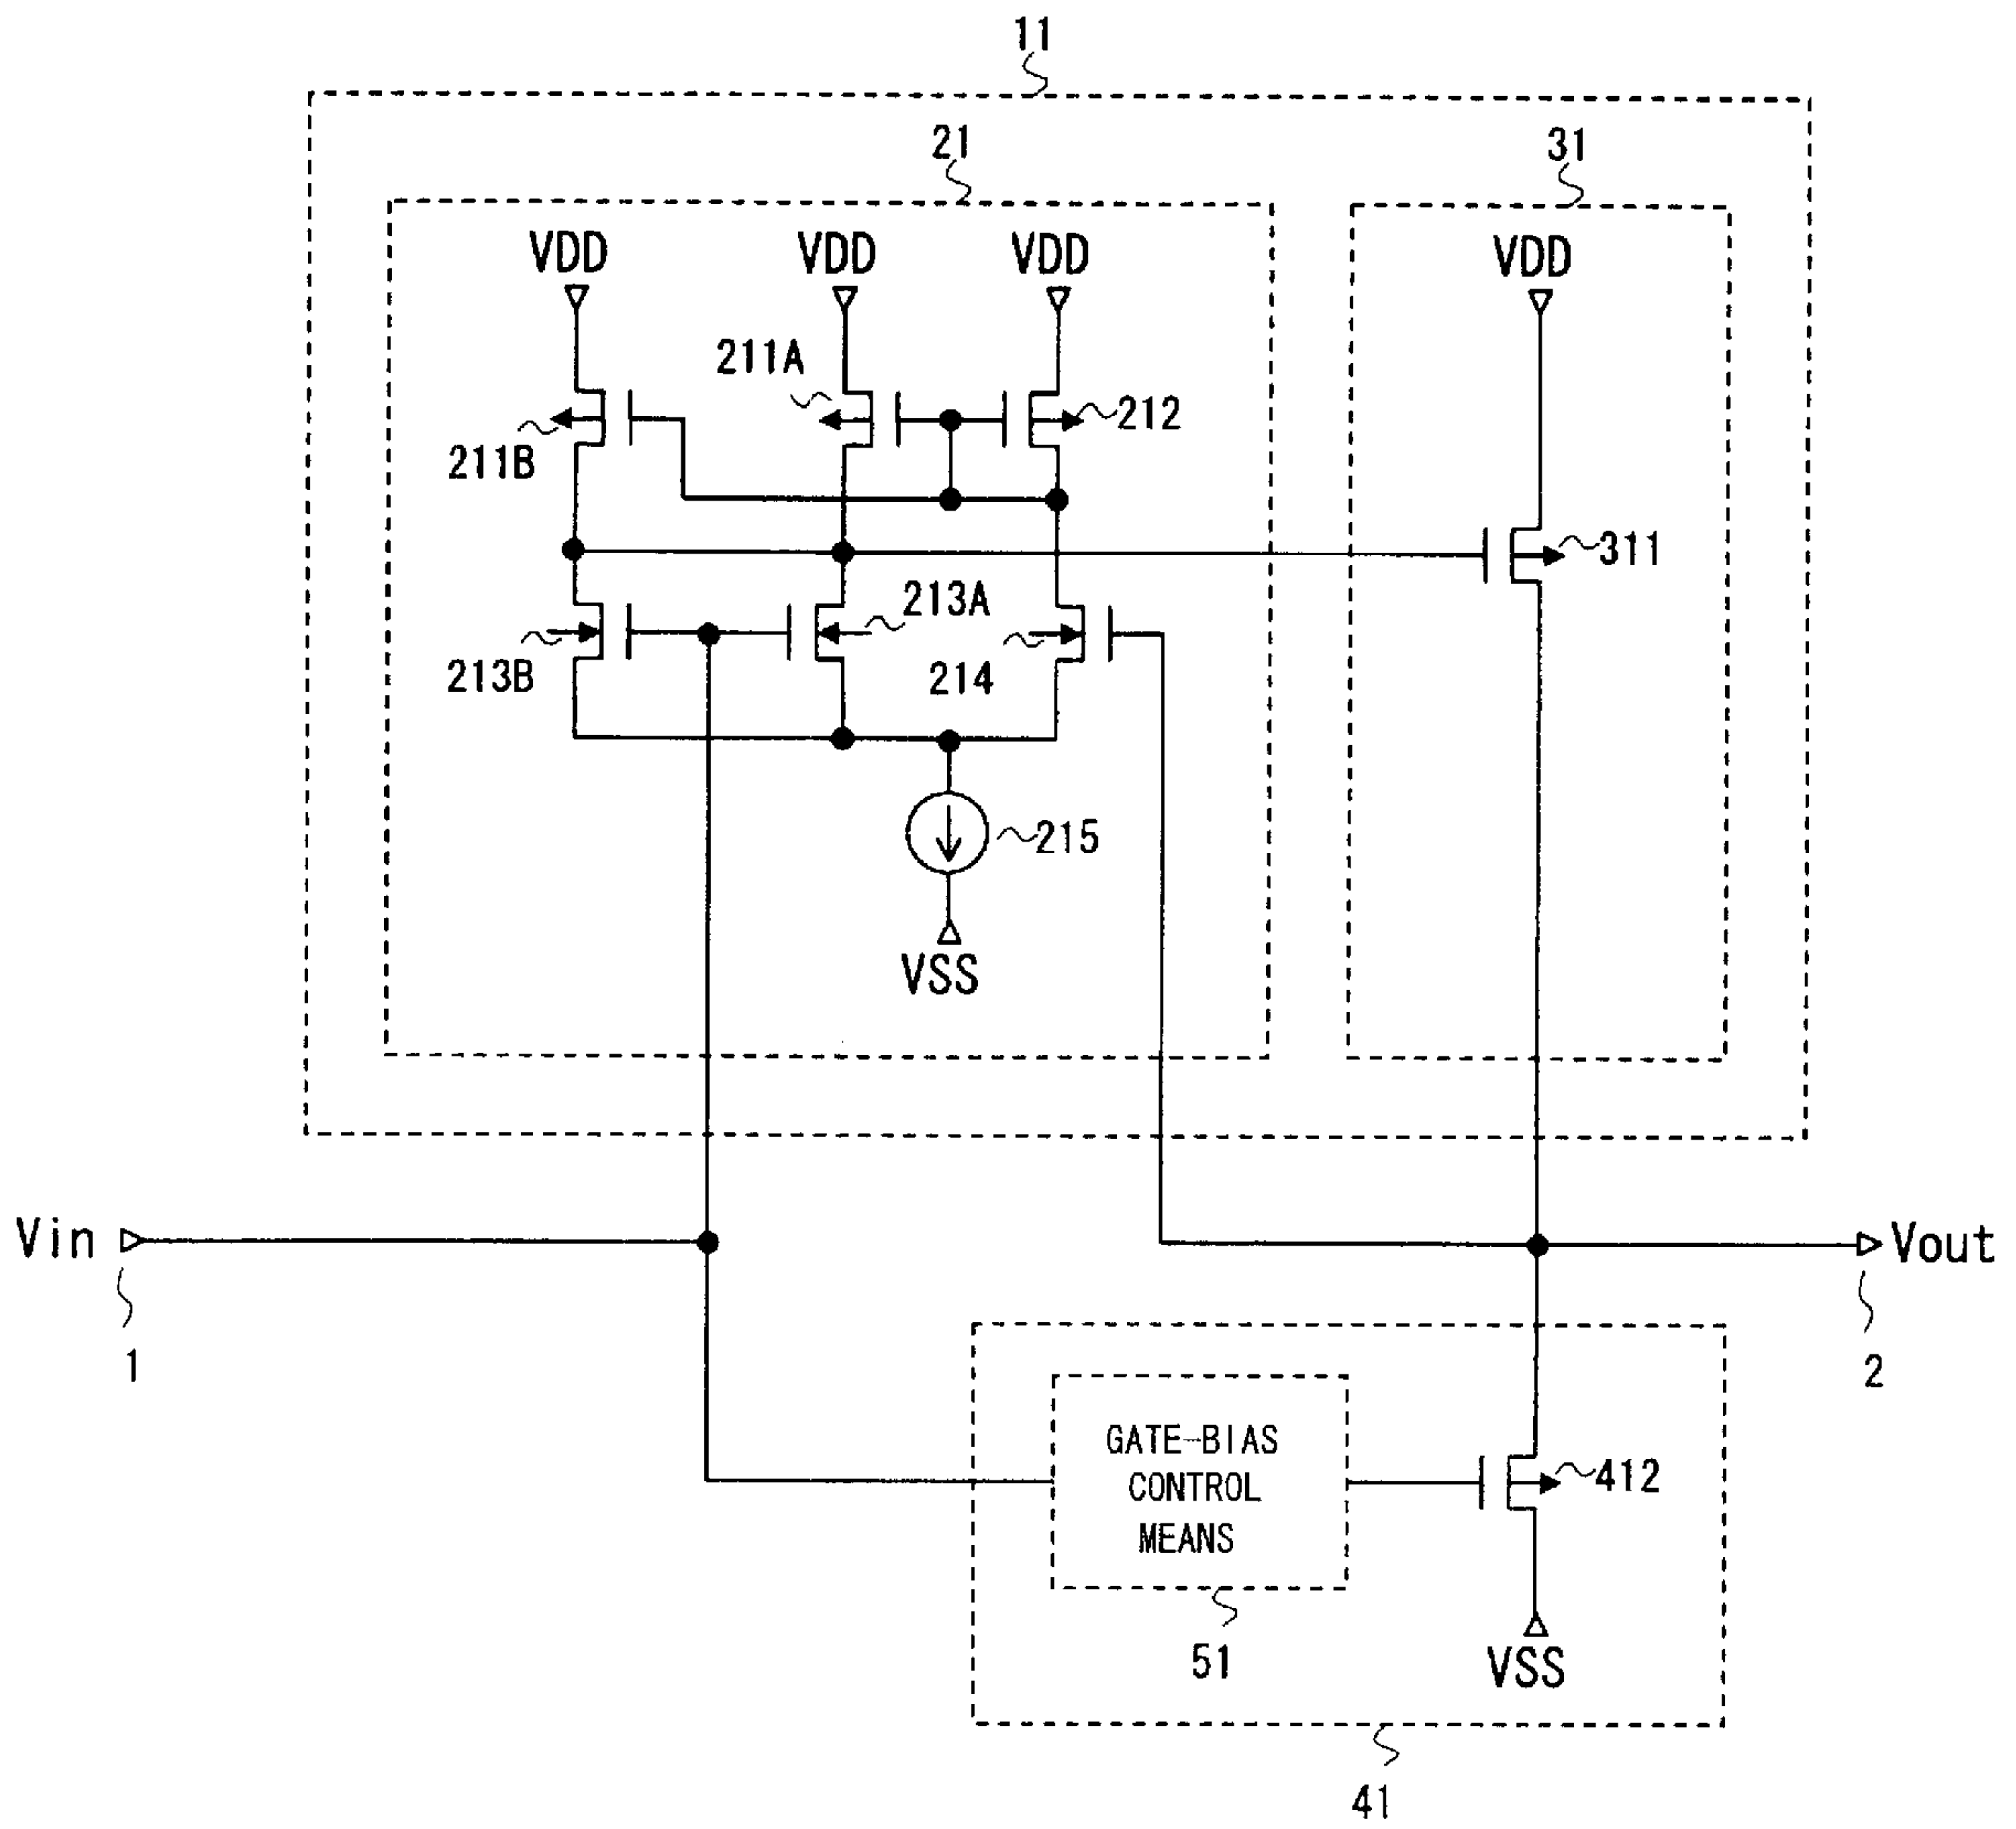 11
21
31
VDD
VDD
VDD
VDD
211A
212
211B
311
213A
213B
214
215
VSS
Vin
Vout
1
2
GATE-BIAS
CONTROL
MEANS
412
51
VSS
41